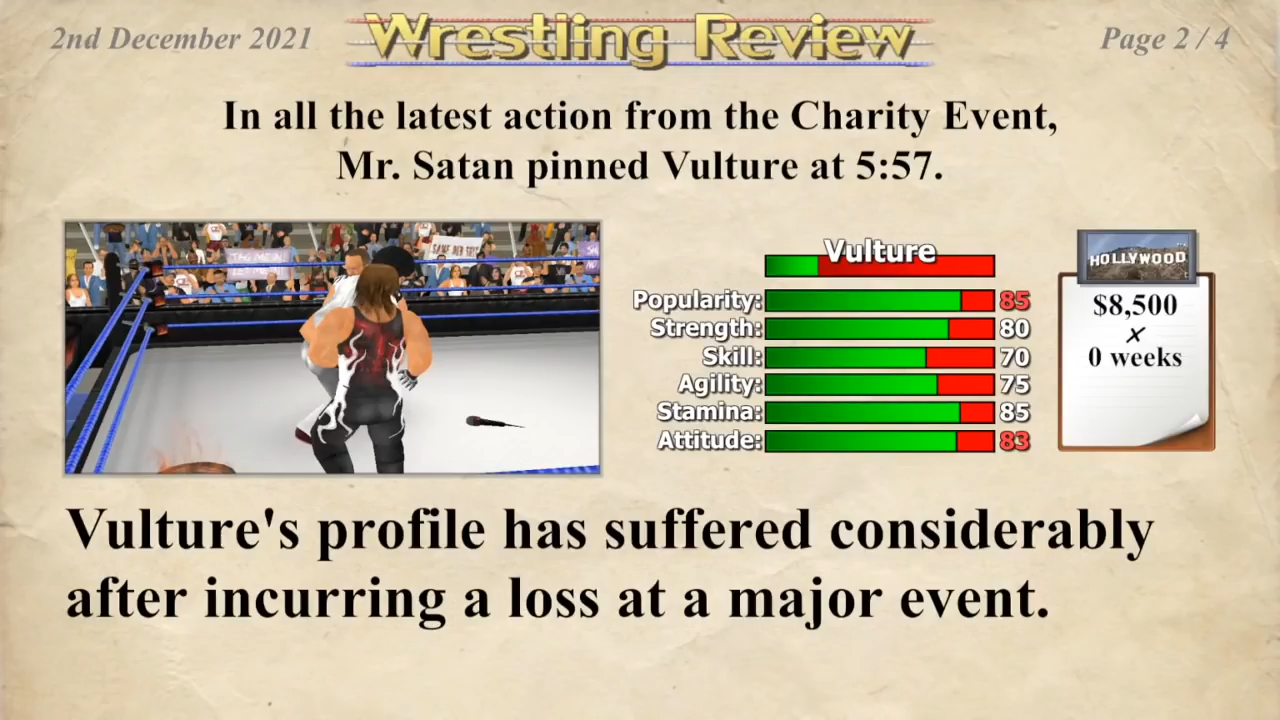 2nd December 2021
Wrestling Review
Page 2 / 4
In all the latest action from the Charity Event,
Mr. Satan pinned Vulture at 5:57.
Vulture
Popularity: 85
Strength: 80
Skill: 70
Agility: 75
Stamina: 85
Attitude: 83
HOLLYWOOD
$8,500
x
0 weeks
Vulture's profile has suffered considerably
after incurring a loss at a major event.